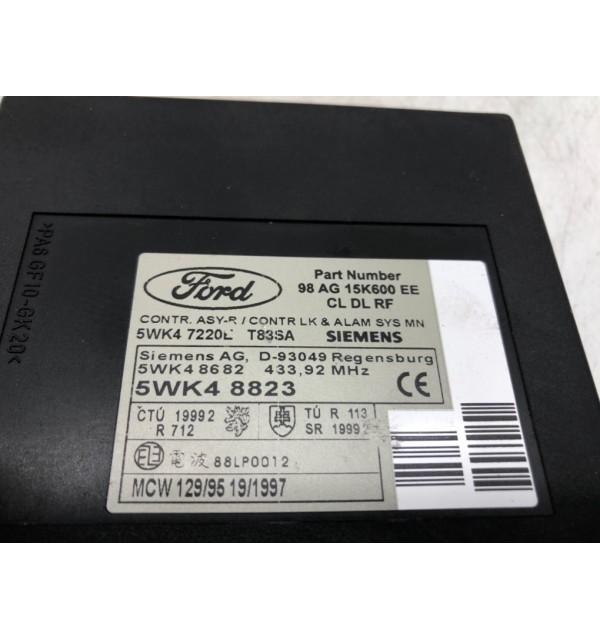 >PA6 GF10-GK20<
Ford
Part Number
98 AG 15K600 EE
CL DL RF
CONTR. ASY-R / CONTR LK & ALAM SYS MN
5WK4 7220E T83SA SIEMENS
Siemens AG, D-93049 Regensburg
5WK4 8682 433,92 MHz
5WK4 8823 CE
ČTÚ 1999 2 TÚ R 113
R 712 SR 1999
電波 88LP0012
MCW 129/95 19/1997